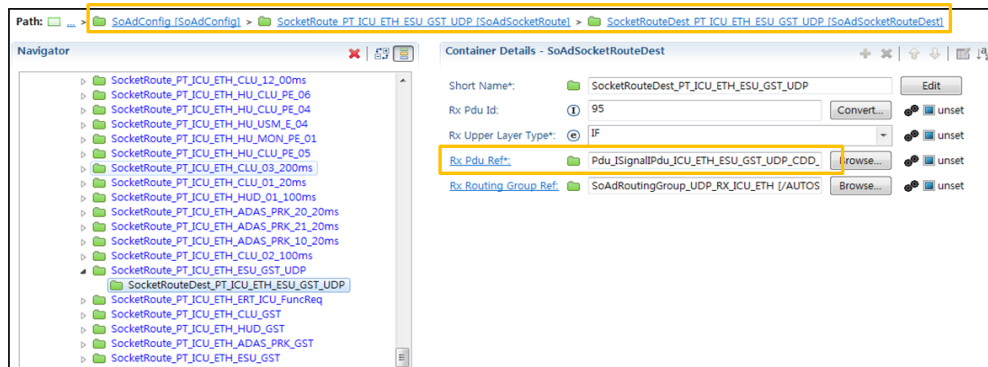 Path: ... > SoAdConfig [SoAdConfig] > SocketRoute_PT_ICU_ETH_ESU_GST_UDP [SoAdSocketRoute] > SocketRouteDest_PT_ICU_ETH_ESU_GST_UDP [SoAdSocketRouteDest]
Navigator
SocketRoute_PT_ICU_ETH_CLU_12_00ms
SocketRoute_PT_ICU_ETH_HU_CLU_PE_06
SocketRoute_PT_ICU_ETH_HU_CLU_PE_04
SocketRoute_PT_ICU_ETH_HU_USM_E_04
SocketRoute_PT_ICU_ETH_HU_MON_PE_01
SocketRoute_PT_ICU_ETH_HU_CLU_PE_05
SocketRoute_PT_ICU_ETH_CLU_03_200ms
SocketRoute_PT_ICU_ETH_CLU_01_20ms
SocketRoute_PT_ICU_ETH_HUD_01_100ms
SocketRoute_PT_ICU_ETH_ADAS_PRK_20_20ms
SocketRoute_PT_ICU_ETH_ADAS_PRK_21_20ms
SocketRoute_PT_ICU_ETH_ADAS_PRK_10_20ms
SocketRoute_PT_ICU_ETH_CLU_02_100ms
SocketRoute_PT_ICU_ETH_ESU_GST_UDP
SocketRouteDest_PT_ICU_ETH_ESU_GST_UDP
SocketRoute_PT_ICU_ETH_ERT_ICU_FuncReq
SocketRoute_PT_ICU_ETH_CLU_GST
SocketRoute_PT_ICU_ETH_HUD_GST
SocketRoute_PT_ICU_ETH_ADAS_PRK_GST
SocketRoute_PT_ICU_ETH_ESU_GST
Container Details - SoAdSocketRouteDest
Short Name*: SocketRouteDest_PT_ICU_ETH_ESU_GST_UDP Edit
Rx Pdu Id: 95 Convert... unset
Rx Upper Layer Type*: IF unset
Rx Pdu Ref*: Pdu_ISignalIPdu_ICU_ETH_ESU_GST_UDP_CDD_ Browse... unset
Rx Routing Group Ref: SoAdRoutingGroup_UDP_RX_ICU_ETH [/AUTOS Browse... unset